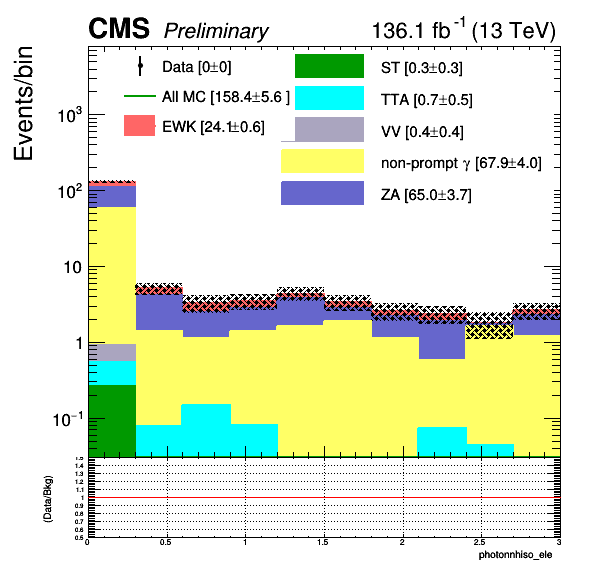 CMS Preliminary 136.1 fb⁻¹ (13 TeV)
Events/bin
Data [0±0]
All MC [158.4±5.6 ]
EWK [24.1±0.6]
ST [0.3±0.3]
TTA [0.7±0.5]
VV [0.4±0.4]
non-prompt γ [67.9±4.0]
ZA [65.0±3.7]
10³
10²
10
1
10⁻¹
(Data/Bkg)
1.5
1.4
1.3
1.2
1.1
1
0.9
0.8
0.7
0.6
0.5
0 0.5 1 1.5 2 2.5 3
photonnhiso_ele